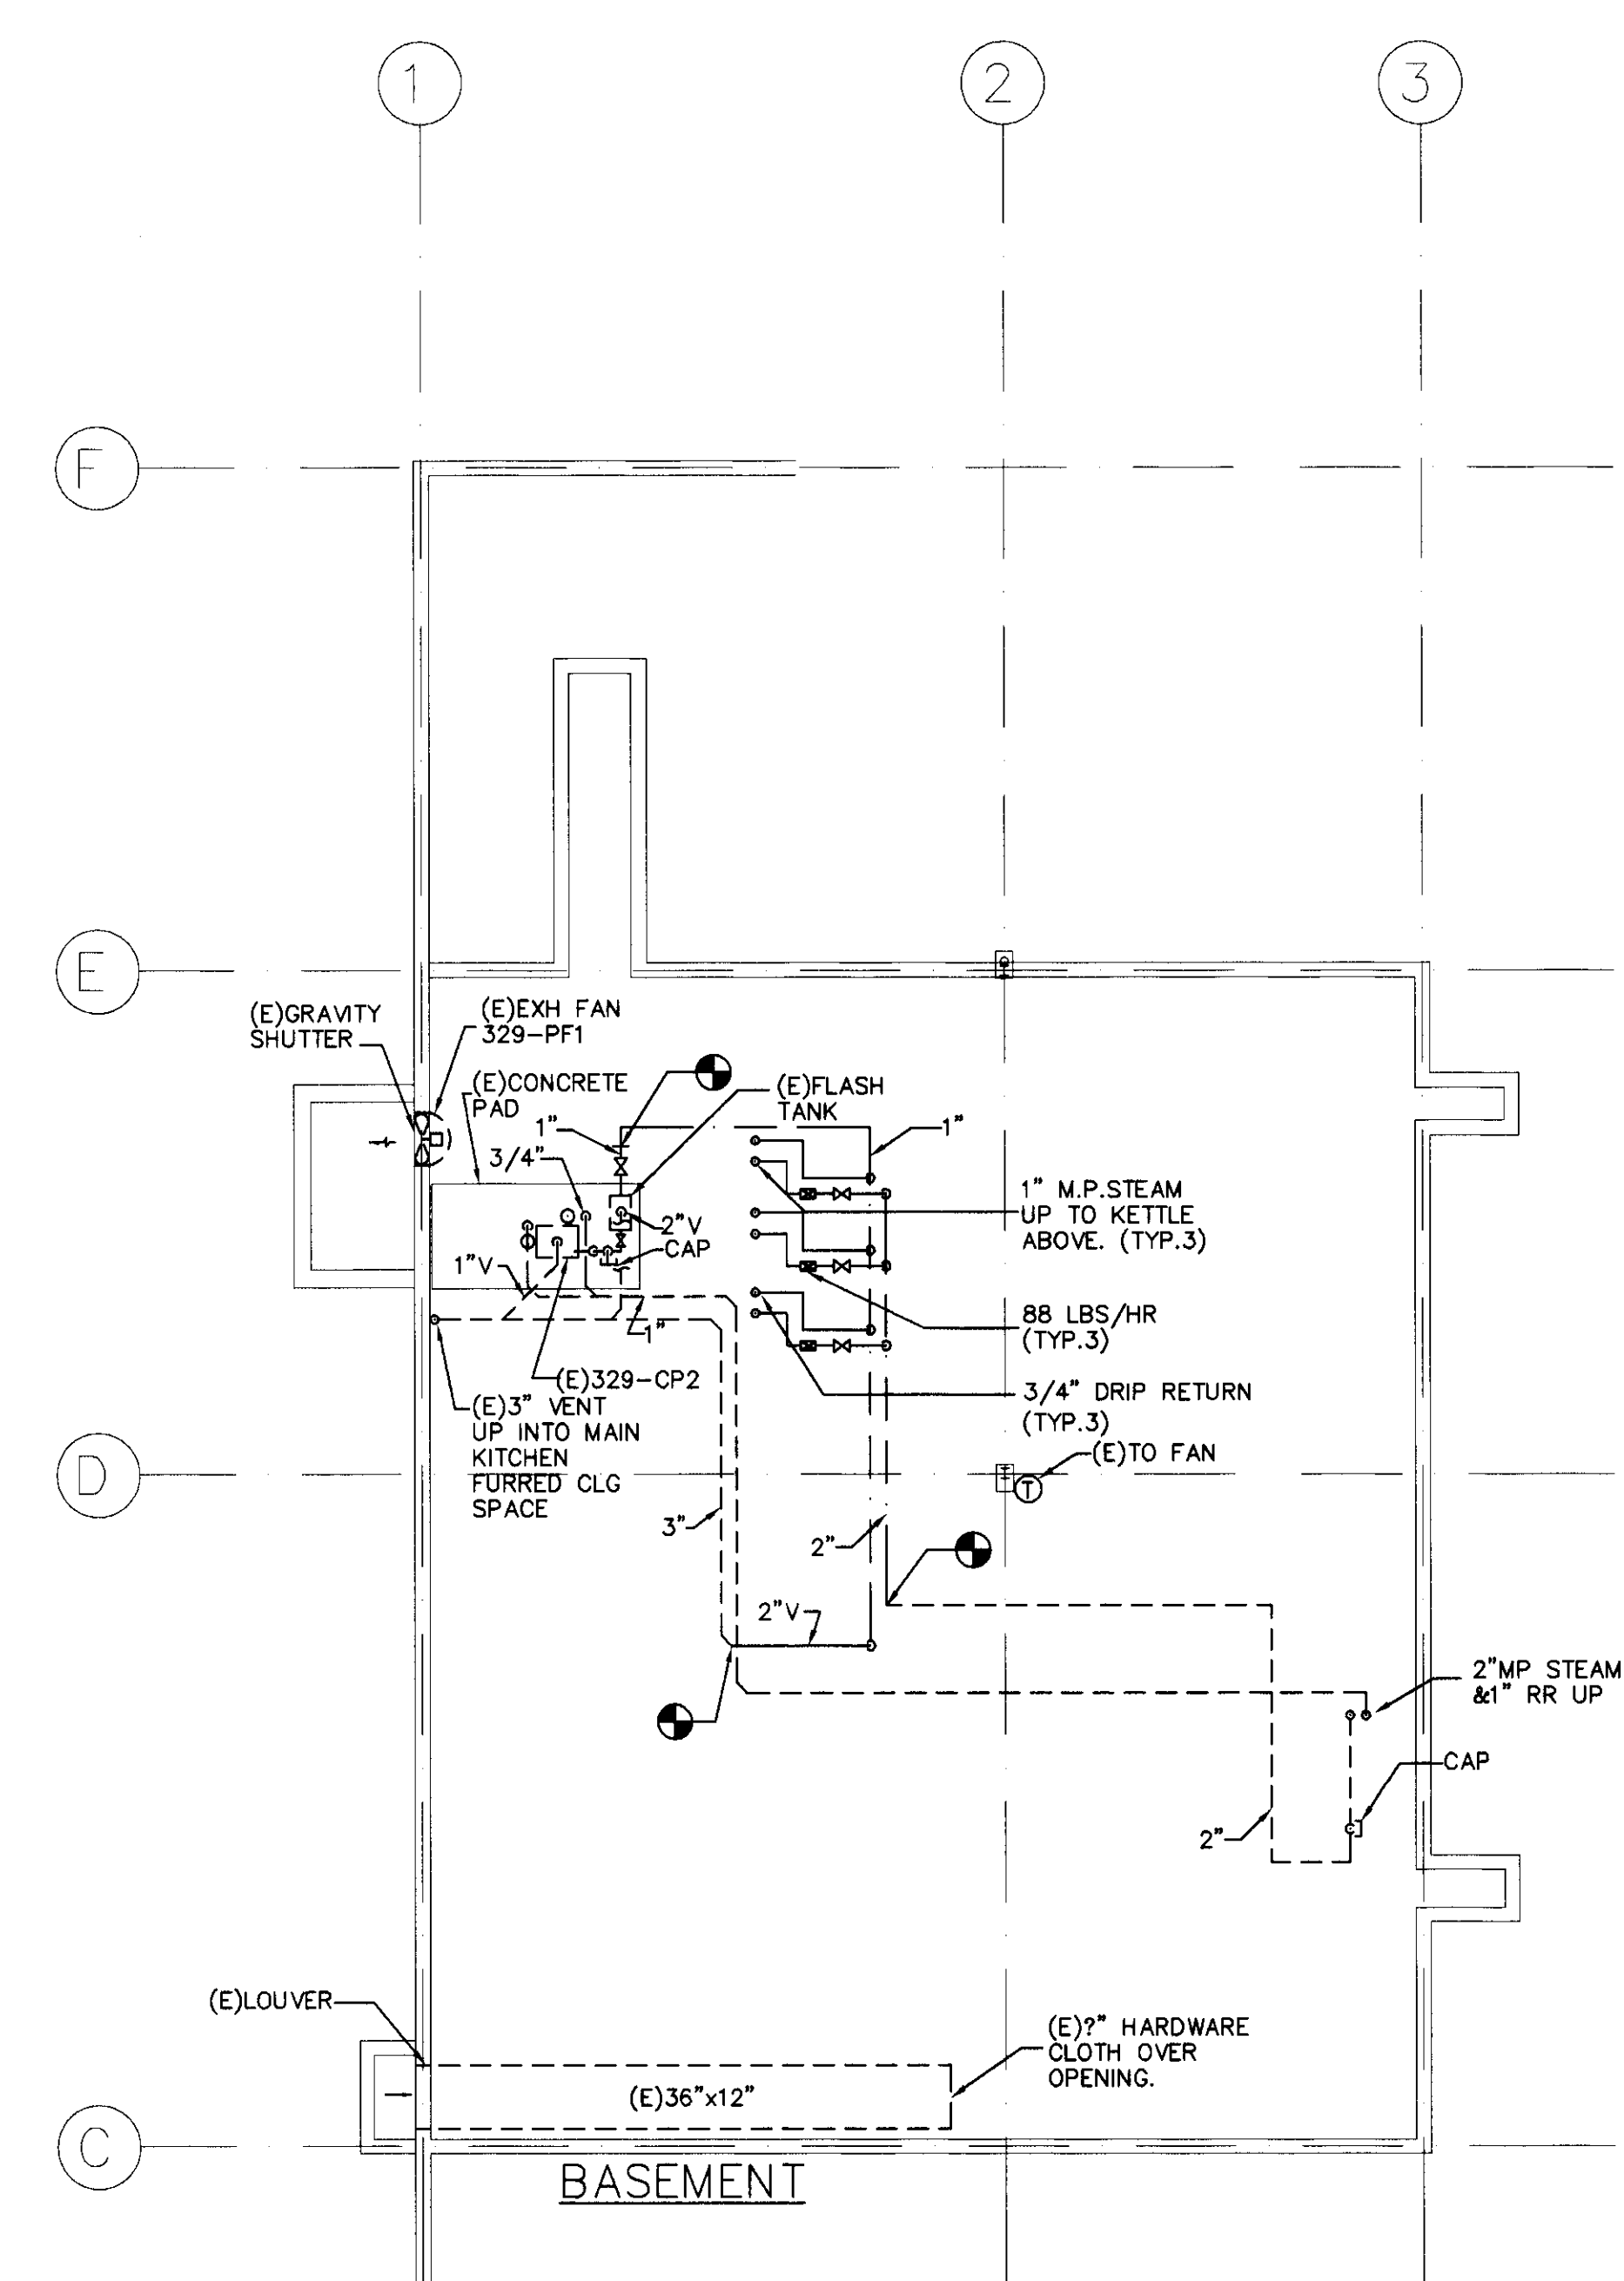 1
2
3
F
E
(E)GRAVITY
SHUTTER
(E)EXH FAN
329-PF1
(E)CONCRETE
PAD
(E)FLASH
TANK
1"
1"
3/4"
2"V
CAP
1"V
1"
1" M.P.STEAM
UP TO KETTLE
ABOVE. (TYP.3)
88 LBS/HR
(TYP.3)
(E)329-CP2
3/4" DRIP RETURN
(TYP.3)
(E)3" VENT
UP INTO MAIN
KITCHEN
FURRED CLG
SPACE
(E)TO FAN
D
T
3"
2"
2"V
2"MP STEAM
&1" RR UP
CAP
2"
(E)LOUVER
(E)?" HARDWARE
CLOTH OVER
OPENING.
(E)36"x12"
C
BASEMENT